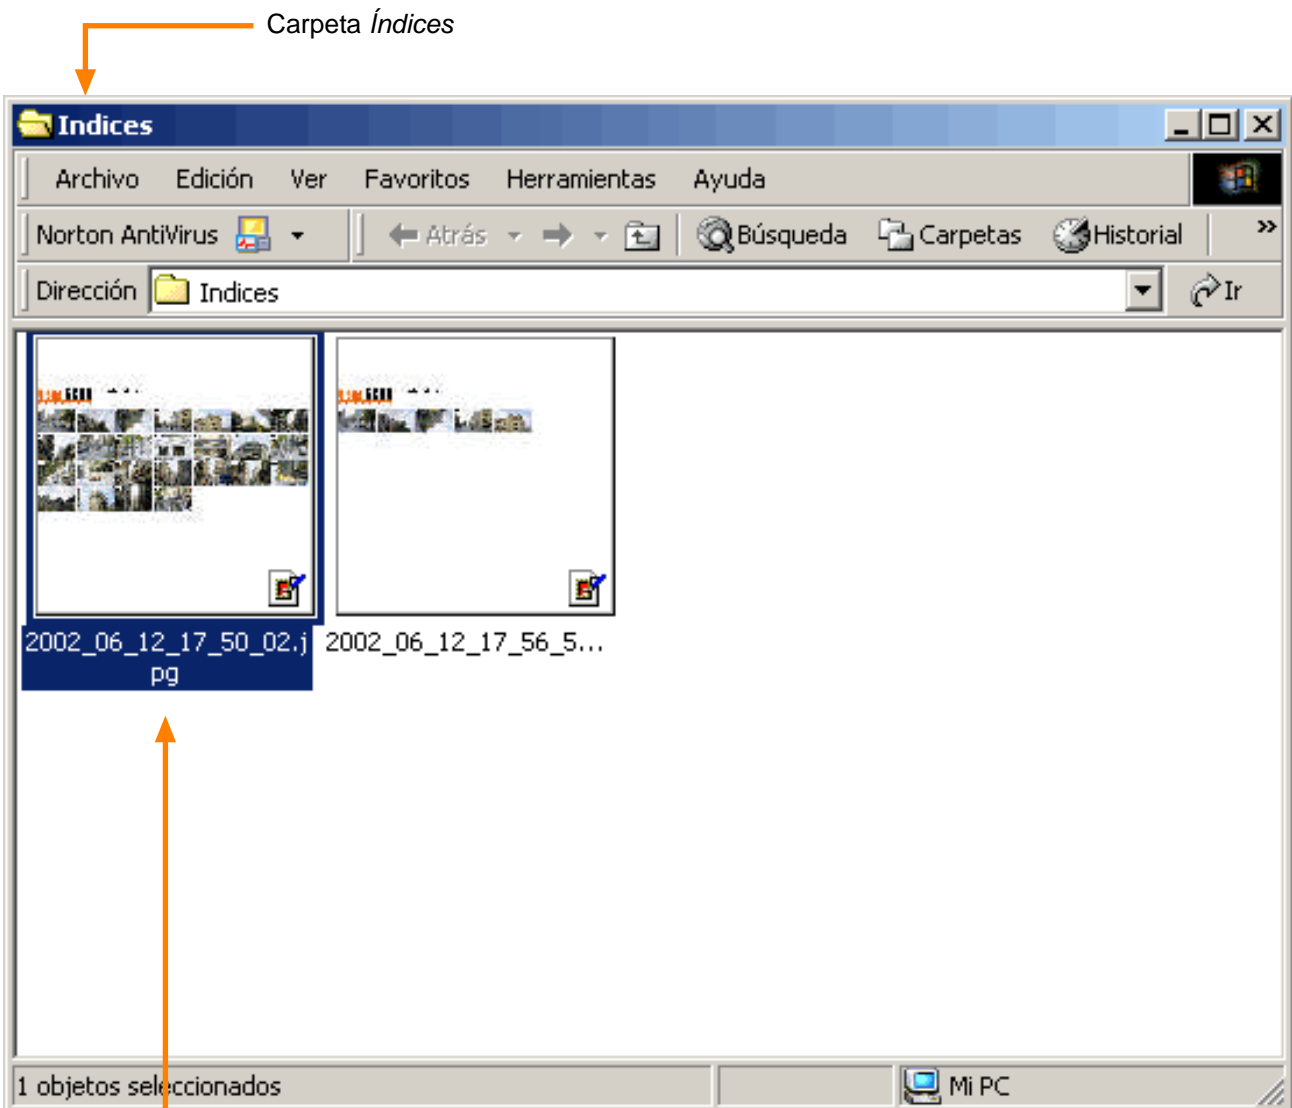 Carpeta Índices
Indices
Archivo Edición Ver Favoritos Herramientas Ayuda
Norton AntiVirus Atrás Búsqueda Carpetas Historial »
Dirección Indices Ir
2002_06_12_17_50_02.j
pg
2002_06_12_17_56_5...
1 objetos seleccionados Mi PC